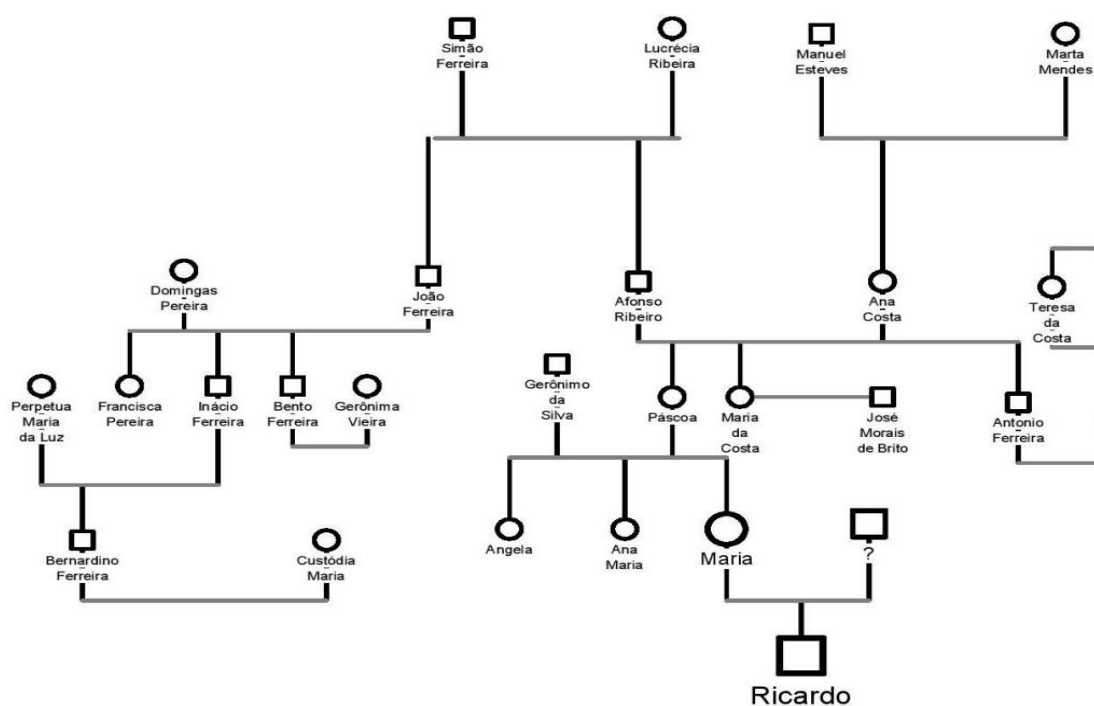 Simão
Ferreira
Lucrécia
Ribeira
Manuel
Esteves
Marta
Mendes
Domingas
Pereira
João
Ferreira
Afonso
Ribeiro
Ana
Costa
Teresa
da
Costa
Perpetua
Maria
da Luz
Francisca
Pereira
Inácio
Ferreira
Bento
Ferreira
Gerônima
Vieira
Gerônimo
da
Silva
Páscoa
Maria
da
Costa
José
Morais
de Brito
Antonio
Ferreira
Bernardino
Ferreira
Custódia
Maria
Angela
Ana
Maria
Maria
?
Ricardo